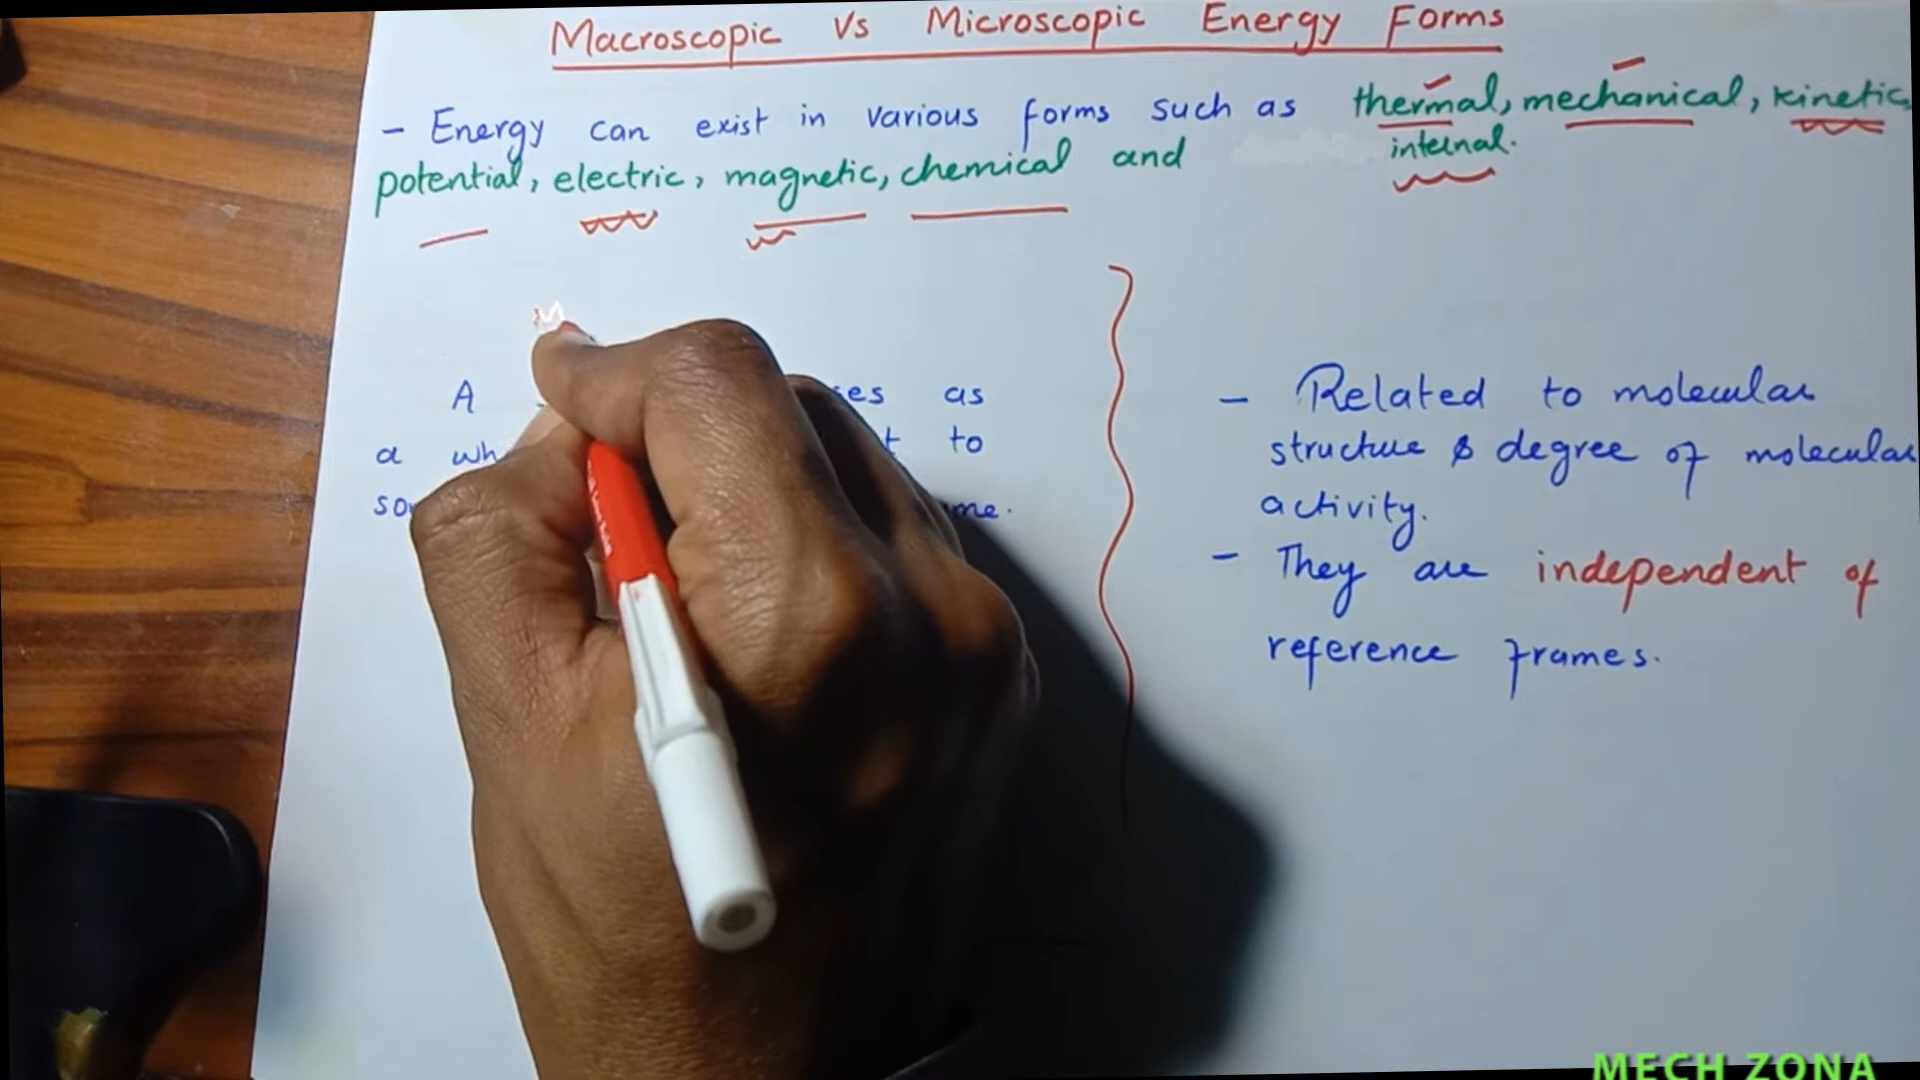 Macroscopic Vs Microscopic Energy Forms
- Energy can exist in various forms such as thermal, mechanical, kinetic,
potential, electric, magnetic, chemical and internal.
A as
a to
- Related to molecular
structure & degree of molecular
activity.
- They are independent of
reference frames.
MECH ZONA